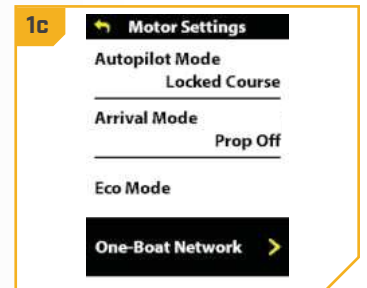 1c
Motor Settings
Autopilot Mode
Locked Course
Arrival Mode
Prop Off
Eco Mode
One-Boat Network >